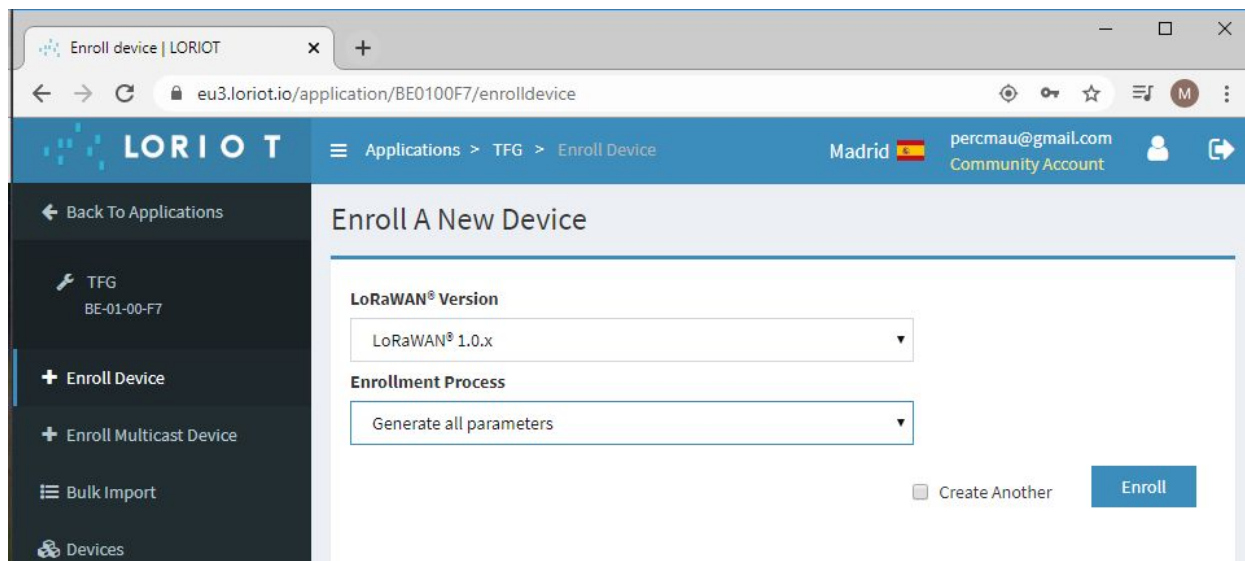 Enroll device | LORIOT
eu3.loriot.io/application/BE0100F7/enrolldevice
M
LORIOT
Applications > TFG > Enroll Device
Madrid
percmau@gmail.com
Community Account
Back To Applications
TFG
BE-01-00-F7
Enroll Device
Enroll Multicast Device
Bulk Import
Devices
Enroll A New Device
LoRaWAN® Version
LoRaWAN® 1.0.x
Enrollment Process
Generate all parameters
Create Another
Enroll